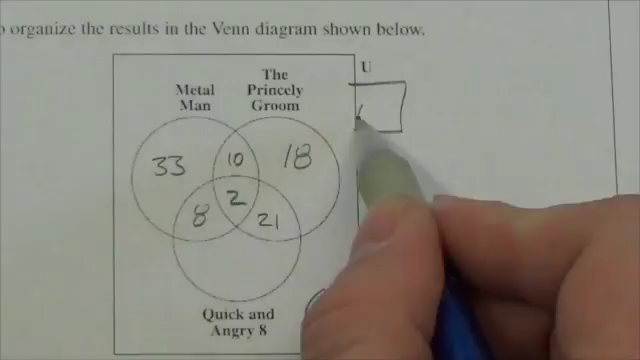 o organize the results in the Venn diagram shown below.
U
The
Princely
Groom
Metal
Man
33
10
18
8
2
21
Quick and
Angry 8